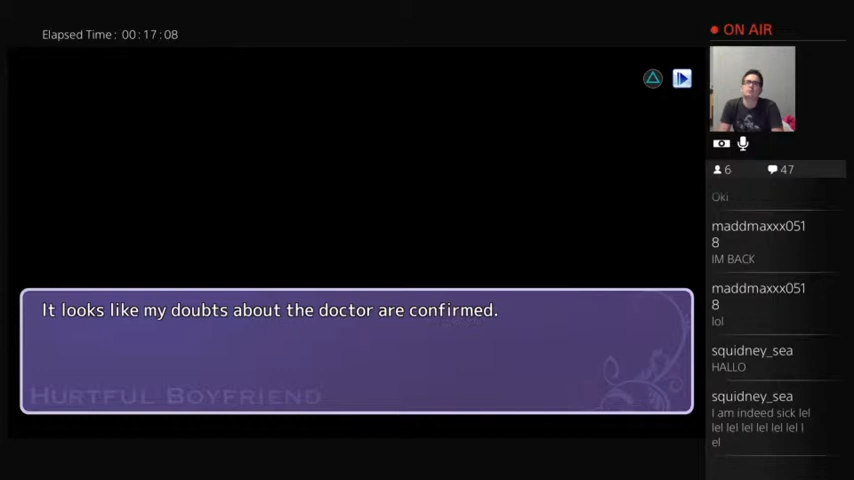 Elapsed Time: 00:17:08
ON AIR
6
47
Oki
maddmaxxx051
8
IM BACK
maddmaxxx051
8
lol
squidney_sea
HALLO
squidney_sea
I am indeed sick lel
lel lel lel lel lel lel l
el
It looks like my doubts about the doctor are confirmed.
HURTFUL BOYFRIEND